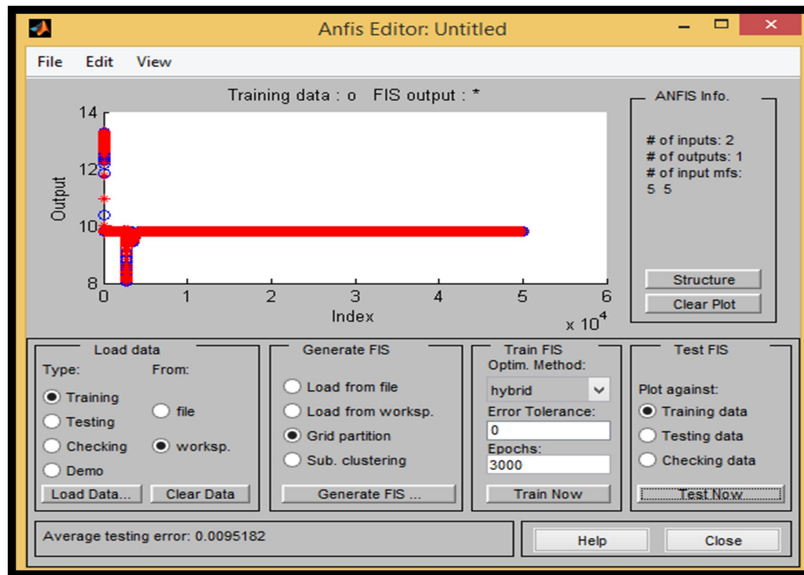 Anfis Editor: Untitled
File Edit View
Training data : o FIS output : *
14
12
10
8
Output
0 1 2 3 4 5 6
Index
x 10^4
ANFIS Info.
# of inputs: 2
# of outputs: 1
# of input mfs:
5 5
Structure
Clear Plot
Load data
Type: From:
Training
Testing
Checking
Demo
file
worksp.
Load Data... Clear Data
Generate FIS
Load from file
Load from worksp.
Grid partition
Sub. clustering
Generate FIS ...
Train FIS
Optim. Method:
hybrid
Error Tolerance:
0
Epochs:
3000
Train Now
Test FIS
Plot against:
Training data
Testing data
Checking data
Test Now
Average testing error: 0.0095182
Help Close